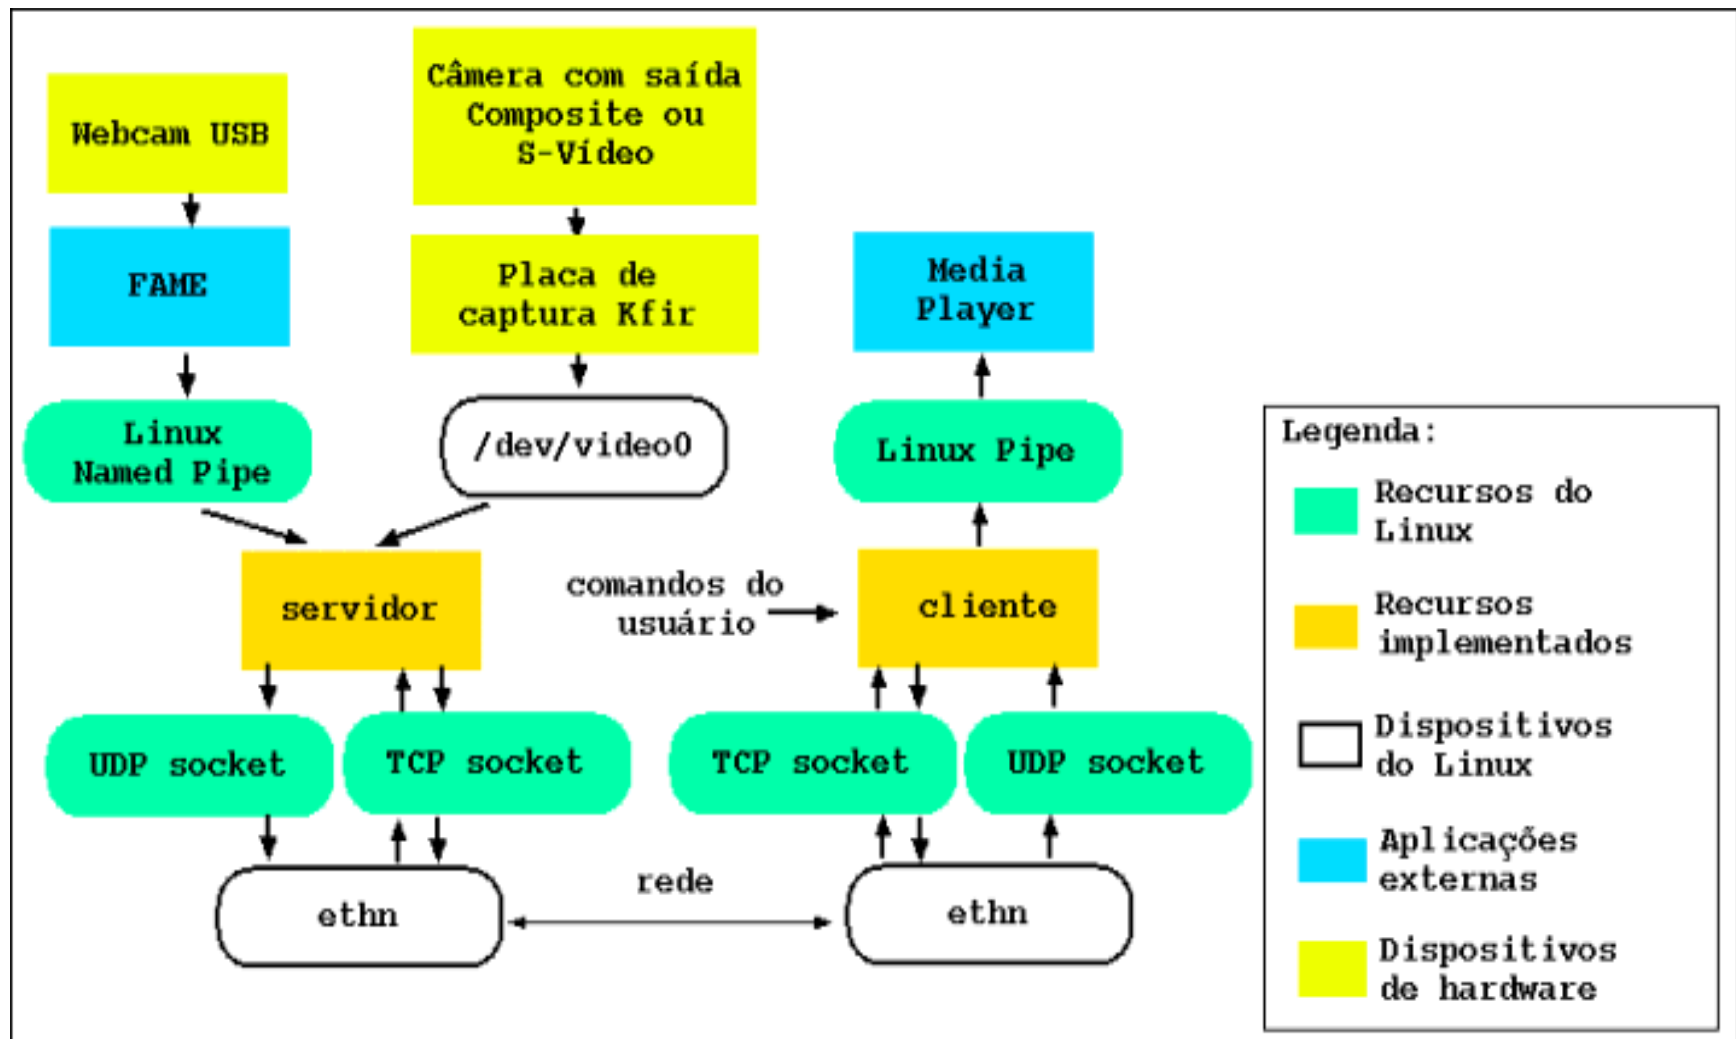 Webcam USB
Câmera com saída
Composite ou
S-Vídeo
FAME
Placa de
captura Kfir
Media
Player
Linux
Named Pipe
/dev/video0
Linux Pipe
servidor
comandos do
usuário
cliente
UDP socket
TCP socket
TCP socket
UDP socket
ethn
rede
ethn
Legenda:
Recursos do
Linux
Recursos
implementados
Dispositivos
do Linux
Aplicações
externas
Dispositivos
de hardware